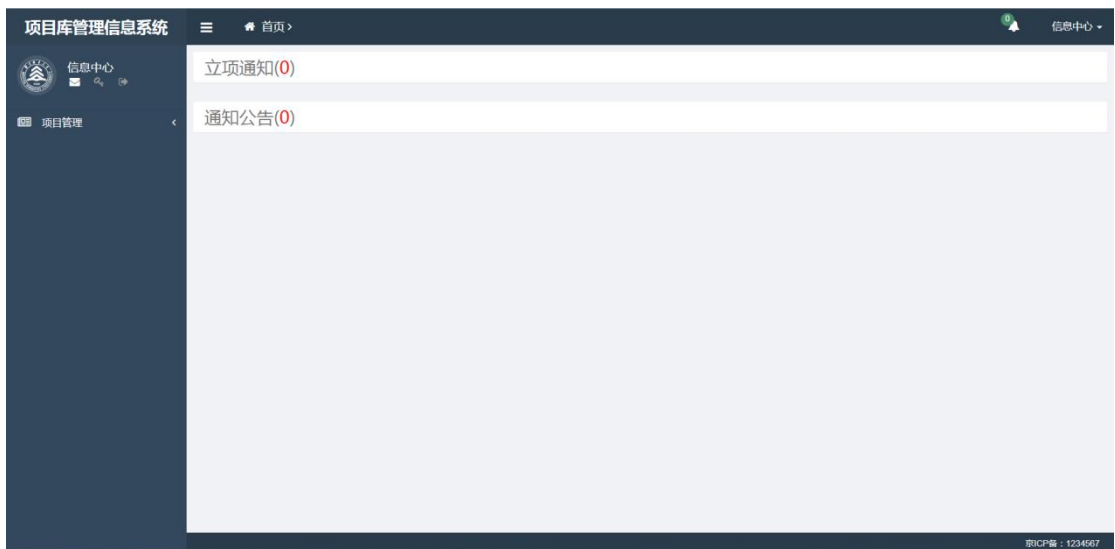 项目库管理信息系统
首页
0
信息中心
信息中心
立项通知(0)
项目管理
通知公告(0)
京ICP备：1234567